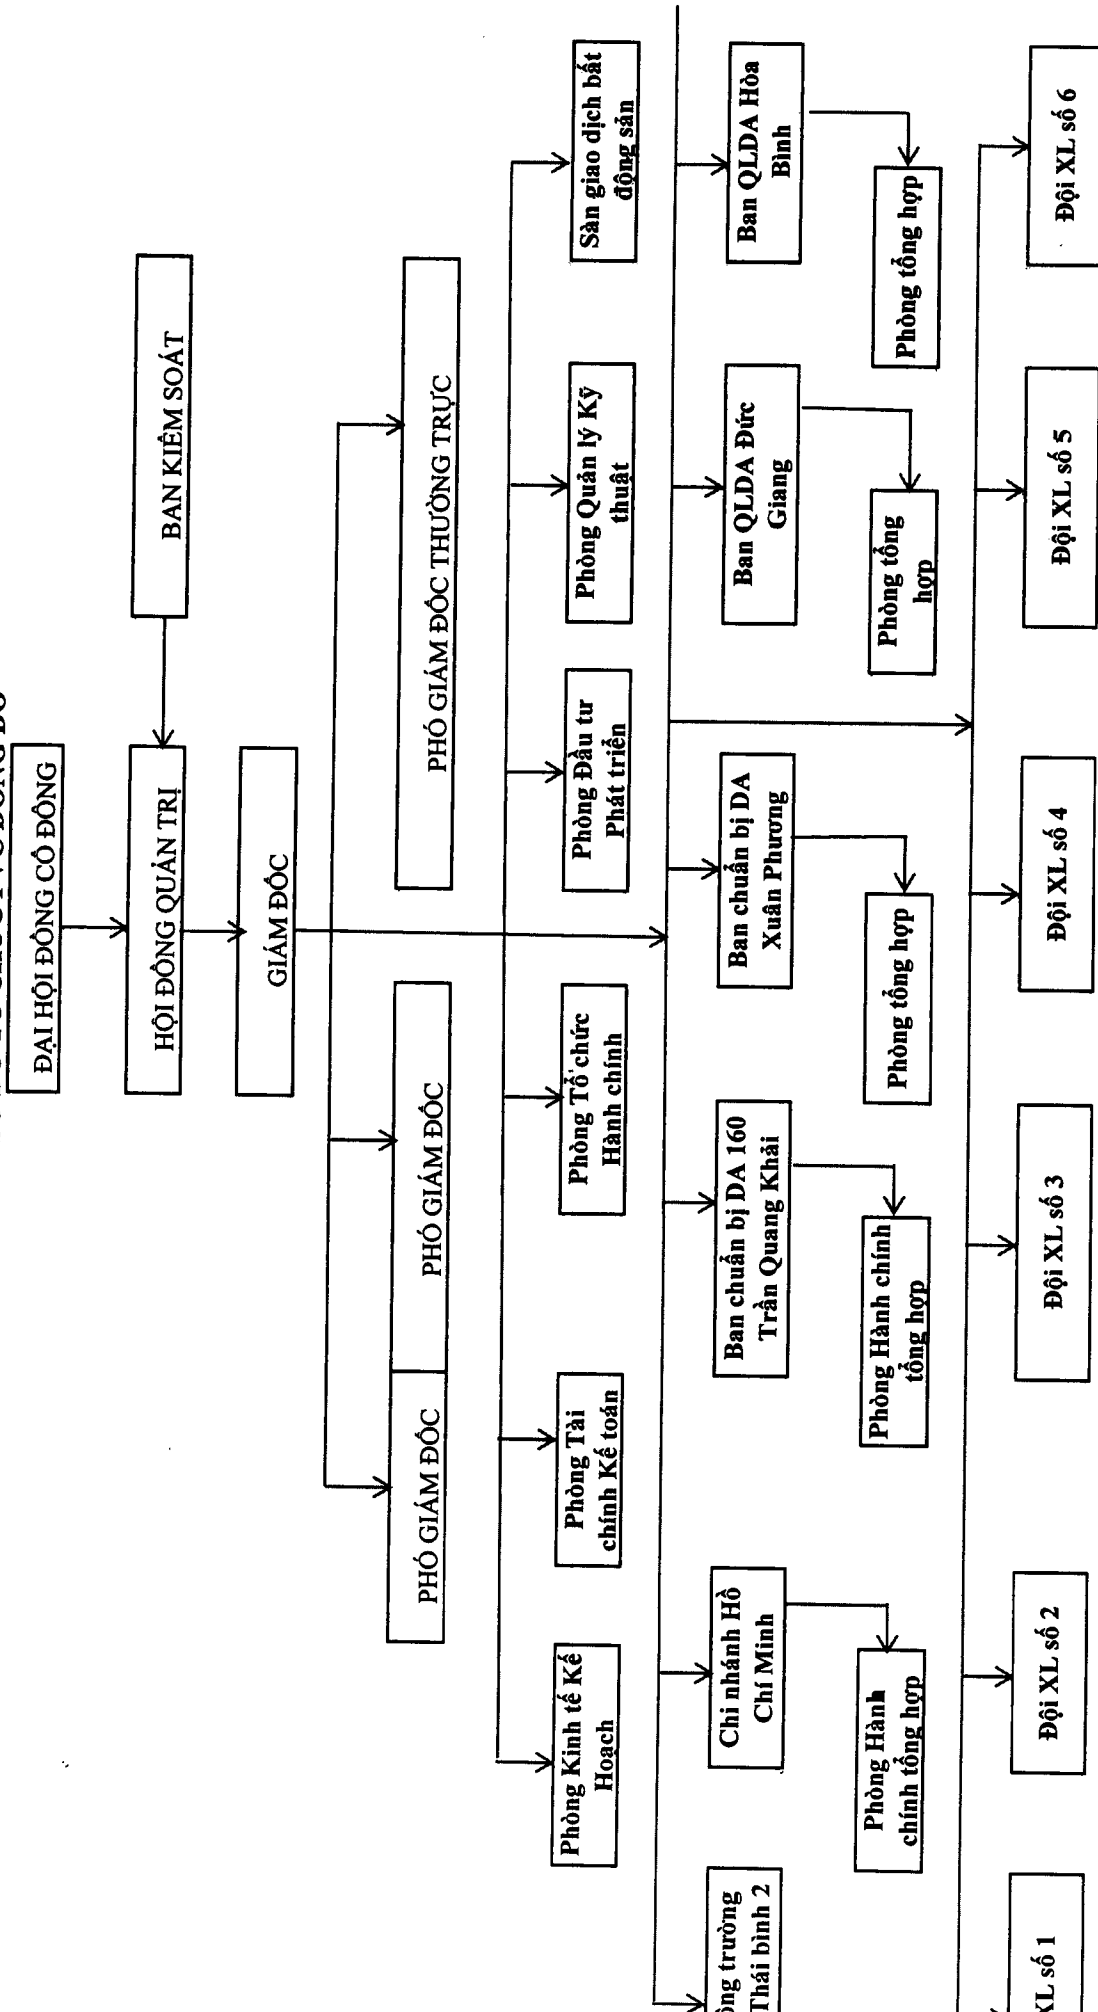 ĐẠI HỘI ĐỒNG CỔ ĐÔNG
HỘI ĐỒNG QUẢN TRỊ
BAN KIỂM SOÁT
GIÁM ĐỐC
PHÓ GIÁM ĐỐC
PHÓ GIÁM ĐỐC
PHÓ GIÁM ĐỐC THƯỜNG TRỰC
Phòng Kinh tế Kế
Hoạch
Phòng Tài
chính Kế toán
Phòng Tổ chức
Hành chính
Phòng Đầu tư
Phát triển
Phòng Quản lý Kỹ
thuật
Sàn giao dịch bất
động sản
trường
Thái bình 2
Chi nhánh Hồ
Chí Minh
Ban chuẩn bị DA 160
Trần Quang Khải
Ban chuẩn bị DA
Xuân Phương
Ban QLDA Đức
Giang
Ban QLDA Hòa
Bình
Phòng Hành
chính tổng hợp
Phòng Hành chính
tổng hợp
Phòng tổng hợp
Phòng tổng
hợp
Phòng tổng hợp
XL số 1
Đội XL số 2
Đội XL số 3
Đội XL số 4
Đội XL số 5
Đội XL số 6